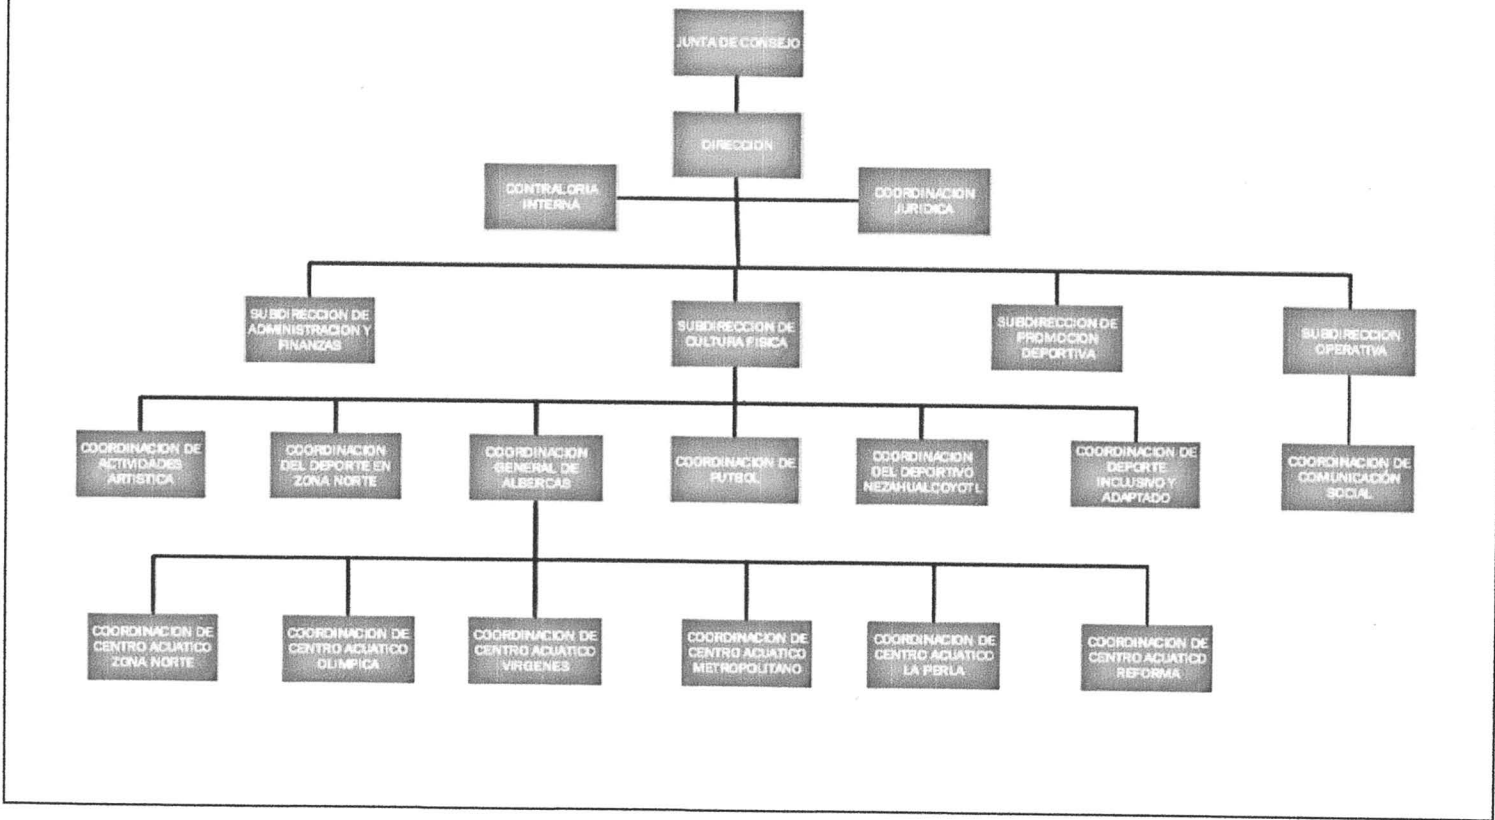 JUNTA DE CONSEJO
DIRECCION
CONTRALORIA
INTERNA
COORDINACION
JURIDICA
SUBDIRECCION DE
ADMINISTRACION Y
FINANZAS
SUBDIRECCION DE
CULTURA FISICA
SUBDIRECCION DE
PROMOCION
DEPORTIVA
SUBDIRECCION
OPERATIVA
COORDINACION DE
ACTIVIDADES
ARTISTICA
COORDINACION
DEL DEPORTE EN
ZONA NORTE
COORDINACION
GENERAL DE
ALBERCAS
COORDINACION DE
FUTBOL
COORDINACION
DEL DEPORTIVO
NEZAHUALCOYOTL
COORDINACION DE
DEPORTE
INCLUSIVO Y
ADAPTADO
COORDINACION DE
COMUNICACIÓN
SOCIAL
COORDINACION DE
CENTRO ACUATICO
ZONA NORTE
COORDINACION DE
CENTRO ACUATICO
OLIMPICA
COORDINACION DE
CENTRO ACUATICO
VIRGENES
COORDINACION DE
CENTRO ACUATICO
METROPOLITANO
COORDINACION DE
CENTRO ACUATICO
LA PERLA
COORDINACION DE
CENTRO ACUATICO
REFORMA